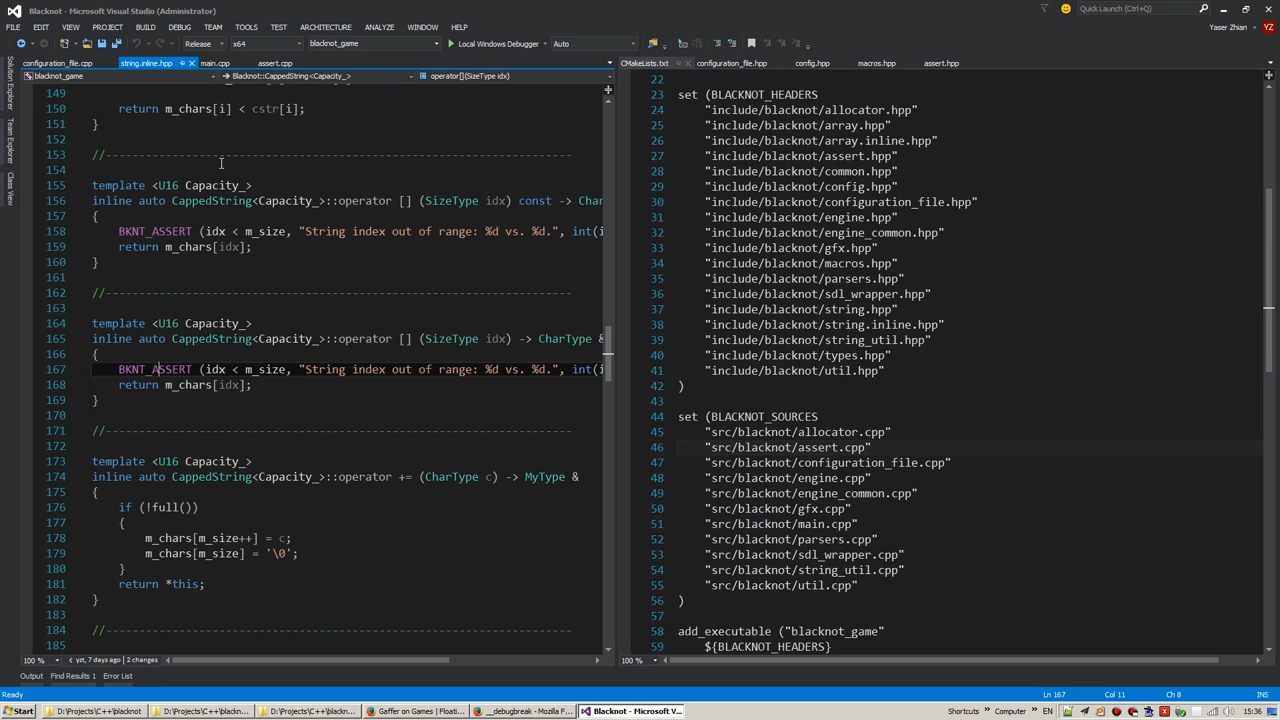 Blacknot - Microsoft Visual Studio (Administrator)
Quick Launch (Ctrl+Q)
FILE EDIT VIEW PROJECT BUILD DEBUG TEAM TOOLS TEST ARCHITECTURE ANALYZE WINDOW HELP
Yaser Zhian YZ
Release x64 blacknot_game Local Windows Debugger Auto
configuration_file.cpp string.inline.hpp main.cpp assert.cpp
CMakeLists.txt configuration_file.hpp config.hpp macros.hpp assert.hpp
blacknot_game Blacknot::CappedString<Capacity_> operator[](SizeType idx)
Solution Explorer
Team Explorer
Class View
149
150 return m_chars[i] < cstr[i];
151 }
152
153 //-----------------------------------------------------------------------
154
155 template <U16 Capacity_>
156 inline auto CappedString<Capacity_>::operator [] (SizeType idx) const -> Char
157 {
158 BKNT_ASSERT (idx < m_size, "String index out of range: %d vs. %d.", int(i
159 return m_chars[idx];
160 }
161
162 //-----------------------------------------------------------------------
163
164 template <U16 Capacity_>
165 inline auto CappedString<Capacity_>::operator [] (SizeType idx) -> CharType &
166 {
167 BKNT_ASSERT (idx < m_size, "String index out of range: %d vs. %d.", int(i
168 return m_chars[idx];
169 }
170
171 //-----------------------------------------------------------------------
172
173 template <U16 Capacity_>
174 inline auto CappedString<Capacity_>::operator += (CharType c) -> MyType &
175 {
176 if (!full())
177 {
178 m_chars[m_size++] = c;
179 m_chars[m_size] = '\0';
180 }
181 return *this;
182 }
183
184 //-----------------------------------------------------------------------
185
22
23 set (BLACKNOT_HEADERS
24 "include/blacknot/allocator.hpp"
25 "include/blacknot/array.hpp"
26 "include/blacknot/array.inline.hpp"
27 "include/blacknot/assert.hpp"
28 "include/blacknot/common.hpp"
29 "include/blacknot/config.hpp"
30 "include/blacknot/configuration_file.hpp"
31 "include/blacknot/engine.hpp"
32 "include/blacknot/engine_common.hpp"
33 "include/blacknot/gfx.hpp"
34 "include/blacknot/macros.hpp"
35 "include/blacknot/parsers.hpp"
36 "include/blacknot/sdl_wrapper.hpp"
37 "include/blacknot/string.hpp"
38 "include/blacknot/string.inline.hpp"
39 "include/blacknot/string_util.hpp"
40 "include/blacknot/types.hpp"
41 "include/blacknot/util.hpp"
42 )
43
44 set (BLACKNOT_SOURCES
45 "src/blacknot/allocator.cpp"
46 "src/blacknot/assert.cpp"
47 "src/blacknot/configuration_file.cpp"
48 "src/blacknot/engine.cpp"
49 "src/blacknot/engine_common.cpp"
50 "src/blacknot/gfx.cpp"
51 "src/blacknot/main.cpp"
52 "src/blacknot/parsers.cpp"
53 "src/blacknot/sdl_wrapper.cpp"
54 "src/blacknot/string_util.cpp"
55 "src/blacknot/util.cpp"
56 )
57
58 add_executable ("blacknot_game"
59 ${BLACKNOT_HEADERS}
100 % yzt, 7 days ago | 2 changes
100 %
Output Find Results 1 Error List
Ready Ln 167 Col 11 Ch 8 INS
Start D:\Projects\C++\blacknot D:\Projects\C++\blackn... D:\Projects\C++\blackn... Gaffer on Games | Floati... __debugbreak - Mozilla F... Blacknot - Microsoft V... Shortcuts » Computer » EN 15:36